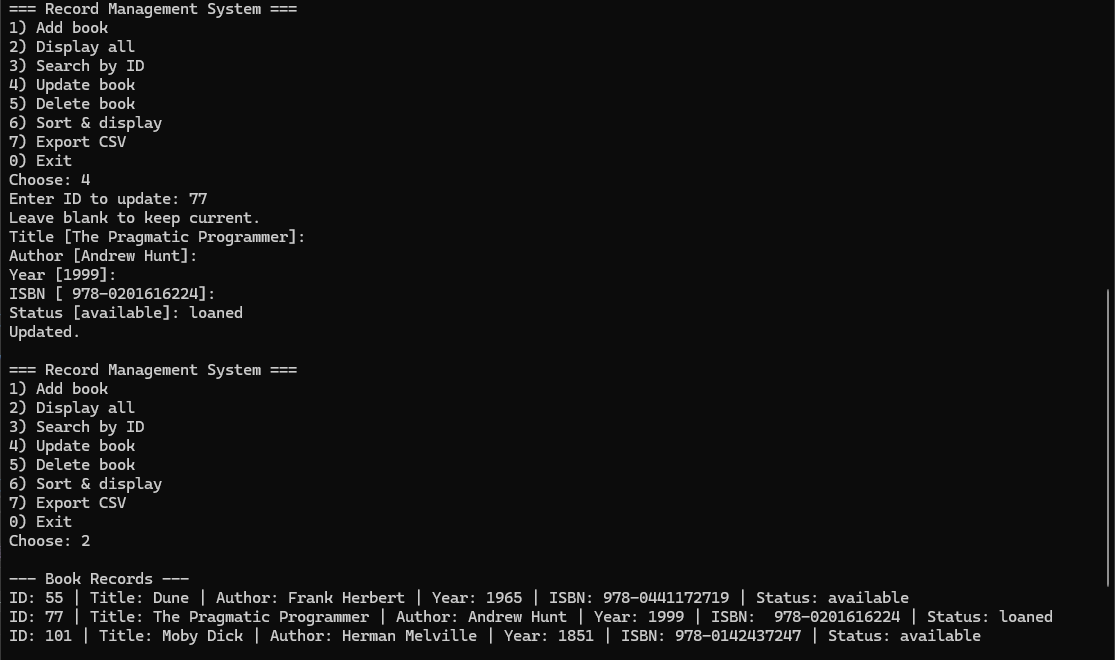 === Record Management System ===
1) Add book
2) Display all
3) Search by ID
4) Update book
5) Delete book
6) Sort & display
7) Export CSV
0) Exit
Choose: 4
Enter ID to update: 77
Leave blank to keep current.
Title [The Pragmatic Programmer]:
Author [Andrew Hunt]:
Year [1999]:
ISBN [ 978-0201616224]:
Status [available]: loaned
Updated.

=== Record Management System ===
1) Add book
2) Display all
3) Search by ID
4) Update book
5) Delete book
6) Sort & display
7) Export CSV
0) Exit
Choose: 2

--- Book Records ---
ID: 55 | Title: Dune | Author: Frank Herbert | Year: 1965 | ISBN: 978-0441172719 | Status: available
ID: 77 | Title: The Pragmatic Programmer | Author: Andrew Hunt | Year: 1999 | ISBN:  978-0201616224 | Status: loaned
ID: 101 | Title: Moby Dick | Author: Herman Melville | Year: 1851 | ISBN: 978-0142437247 | Status: available